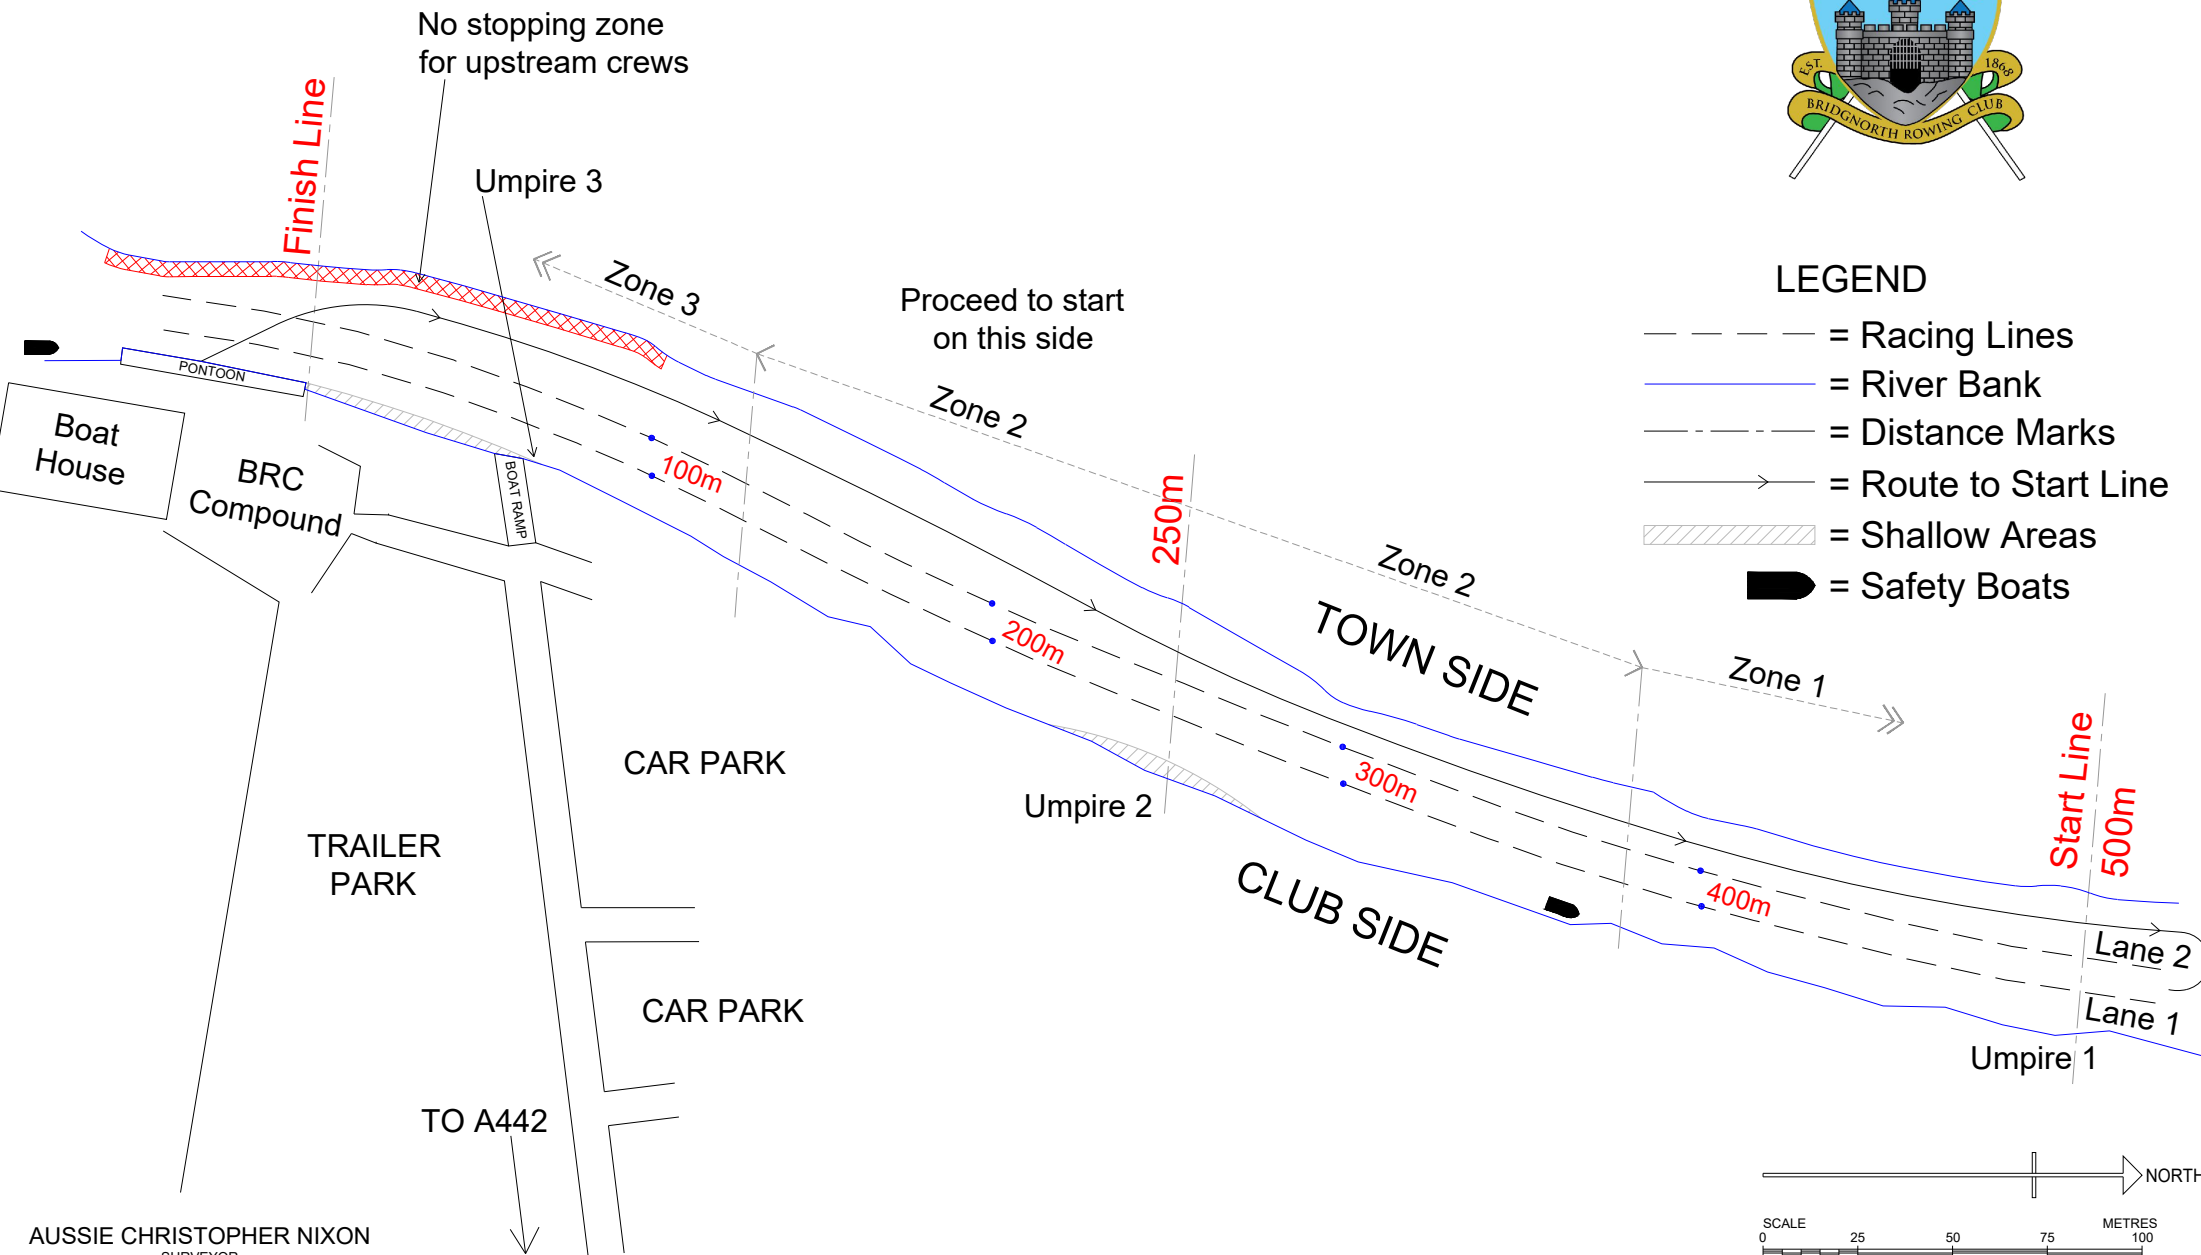 No stopping zone
for upstream crews
EST.
1868
BRIDGNORTH ROWING CLUB
Finish Line
Umpire 3
Zone 3
Proceed to start
on this side
LEGEND
= Racing Lines
= River Bank
= Distance Marks
= Route to Start Line
= Shallow Areas
= Safety Boats
PONTOON
Zone 2
Boat
House
BRC
Compound
BOAT RAMP
100m
250m
Zone 2
200m
TOWN SIDE
Zone 1
CAR PARK
300m
Umpire 2
Start Line
500m
TRAILER
PARK
CLUB SIDE
400m
Lane 2
Lane 1
CAR PARK
Umpire 1
TO A442
NORTH
AUSSIE CHRISTOPHER NIXON
SURVEYOR
SCALE
METRES
0 25 50 75 100